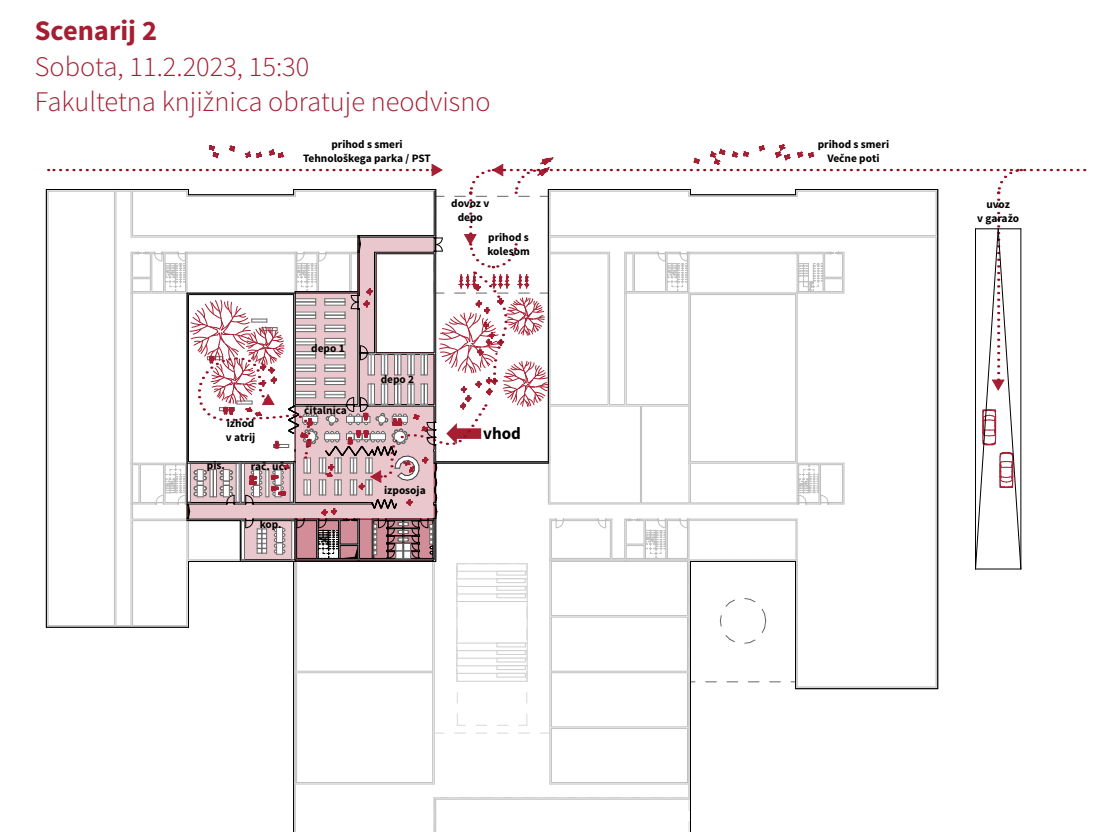 Scenarij 2
Sobota, 11.2.2023, 15:30
Fakultetna knjižnica obratuje neodvisno
prihod s smeri
Tehnološkega parka / PST
prihod s smeri
Večne poti
dovoz v
depo
uvoz
v garažo
prihod s
kolesom
depo 1
depo 2
čitalnica
izhod
v atrij
vhod
pis.
rač. uč.
izposoja
kop.